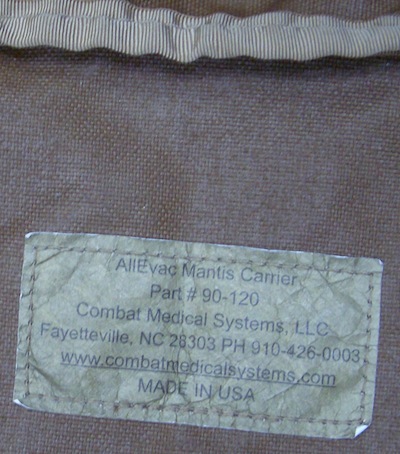 AllEvac Mantis Carrier
Part # 90-120
Combat Medical Systems, LLC
Fayetteville, NC 28303 PH 910-426-0003
www.combatmedicalsystems.com
MADE IN USA